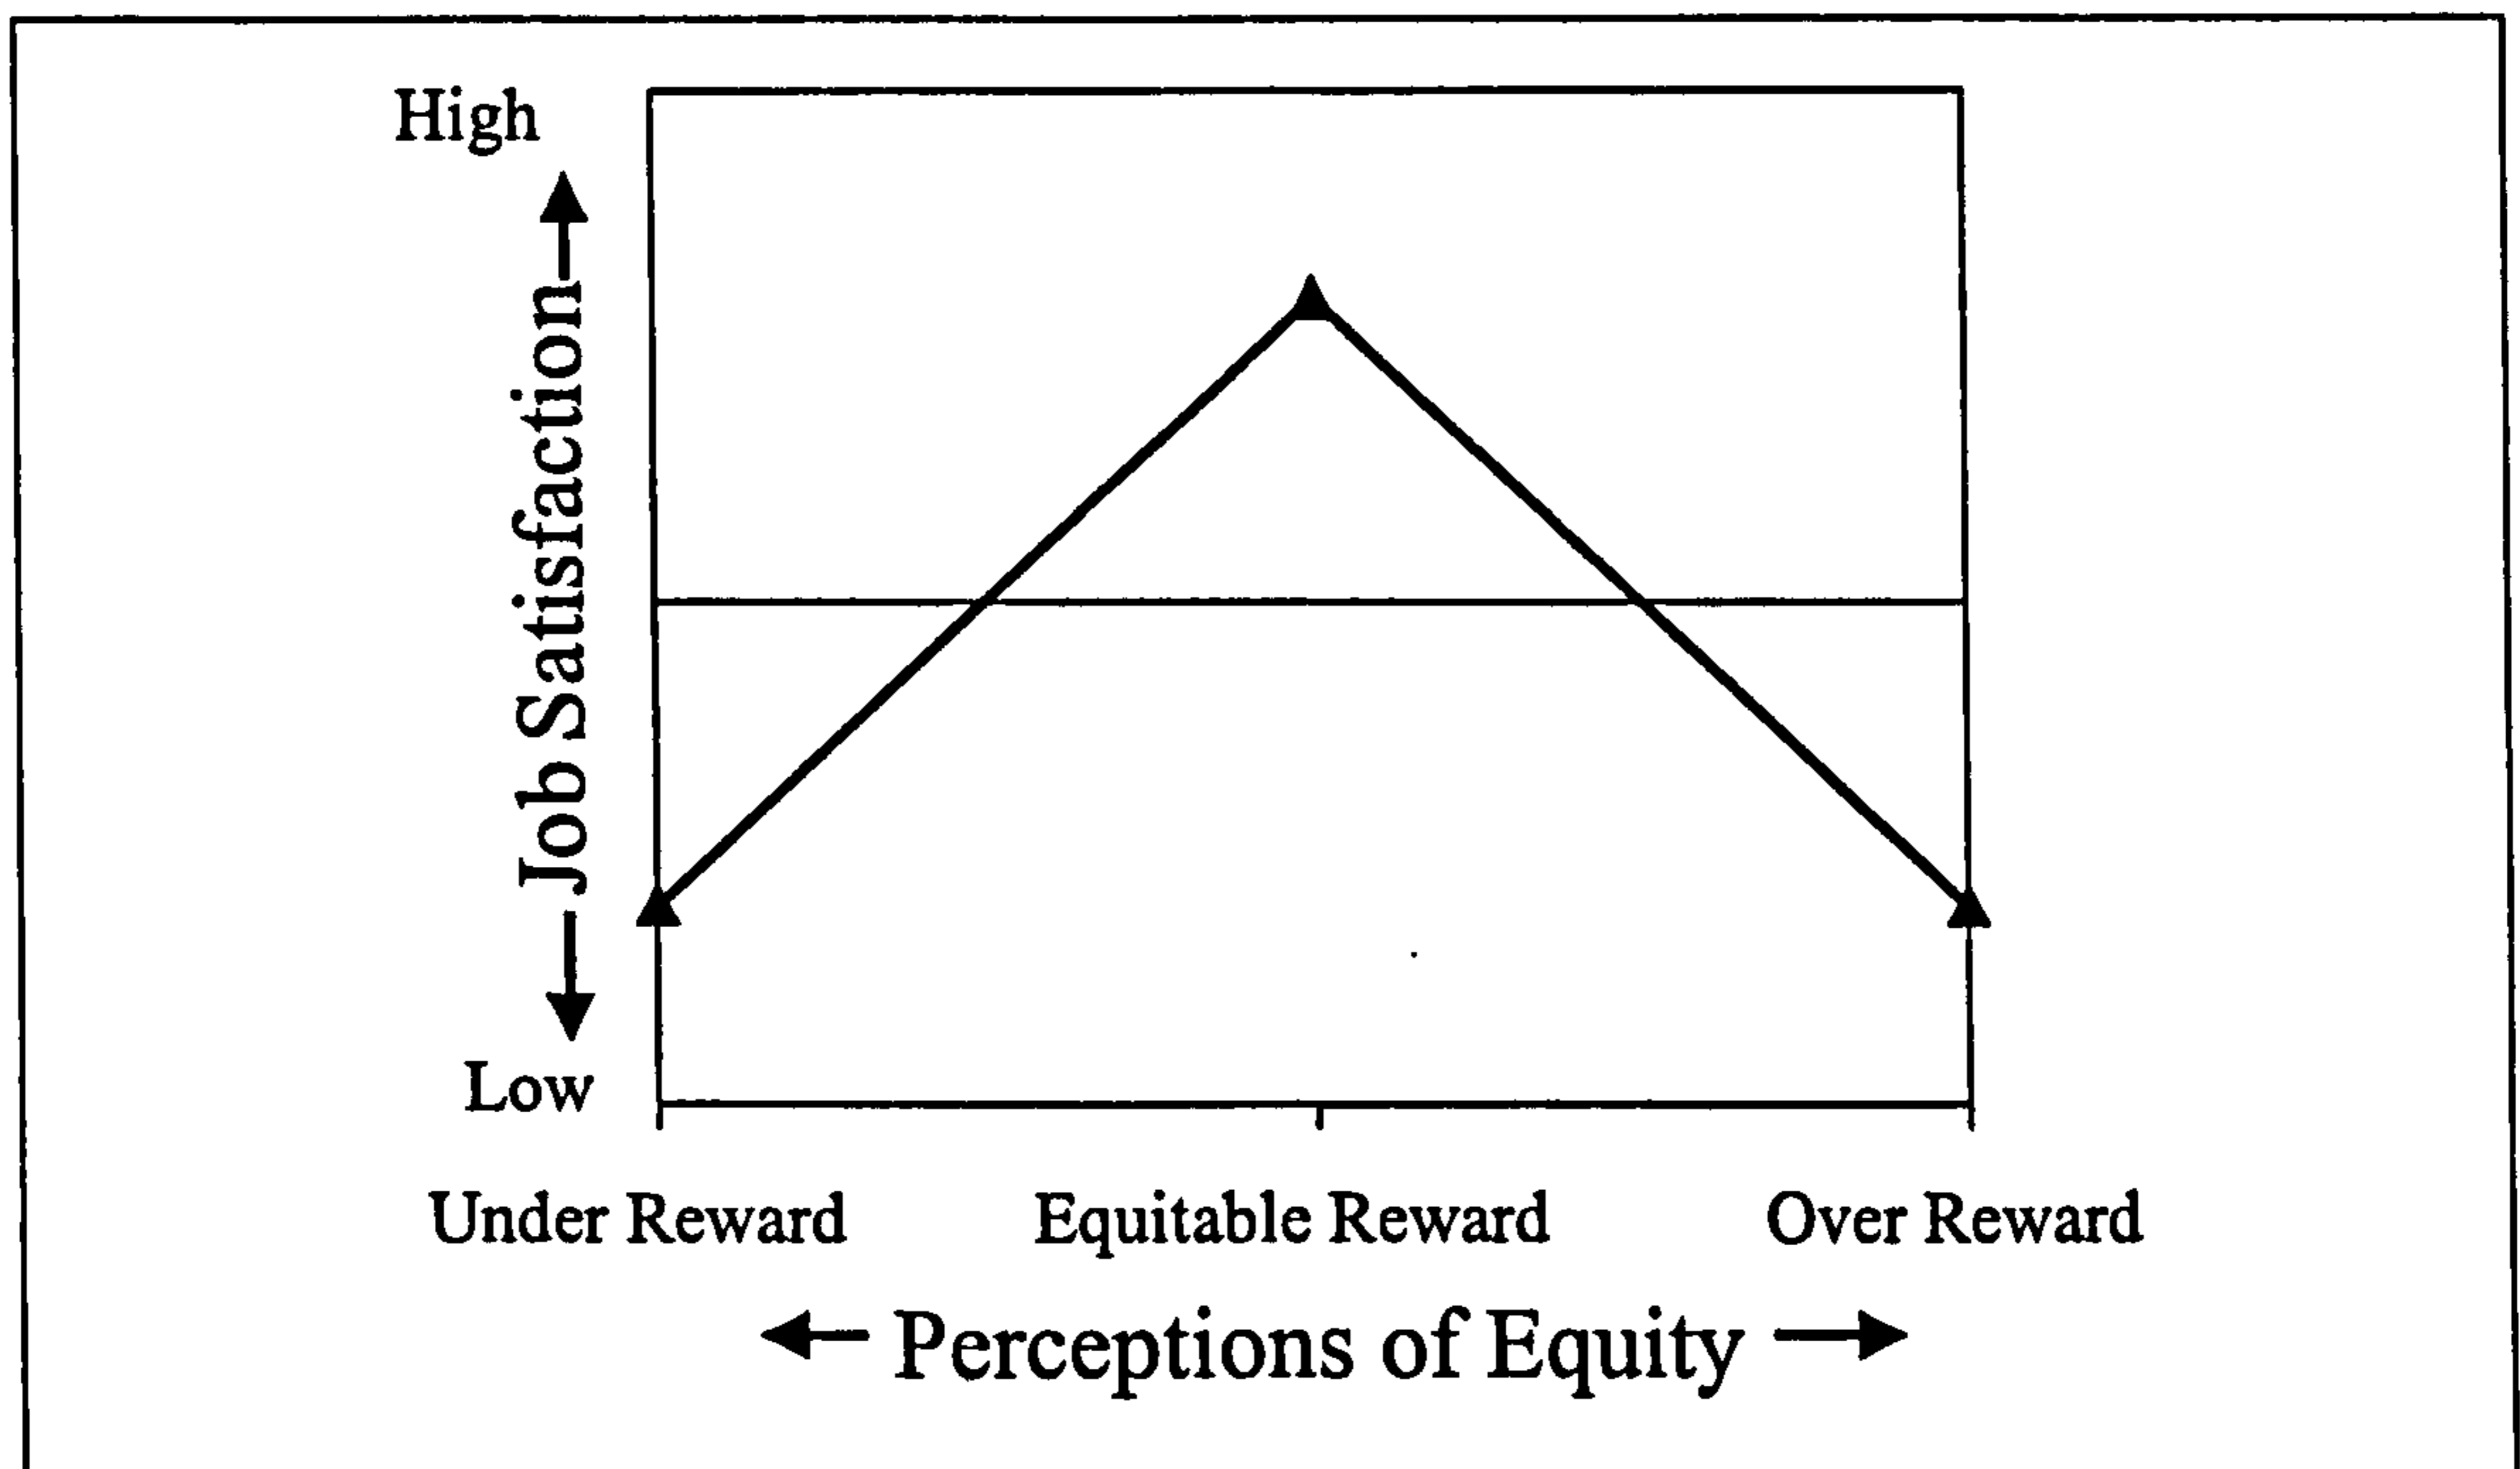 High
Job Satisfaction
Low
Under Reward
Equitable Reward
Over Reward
Perceptions of Equity